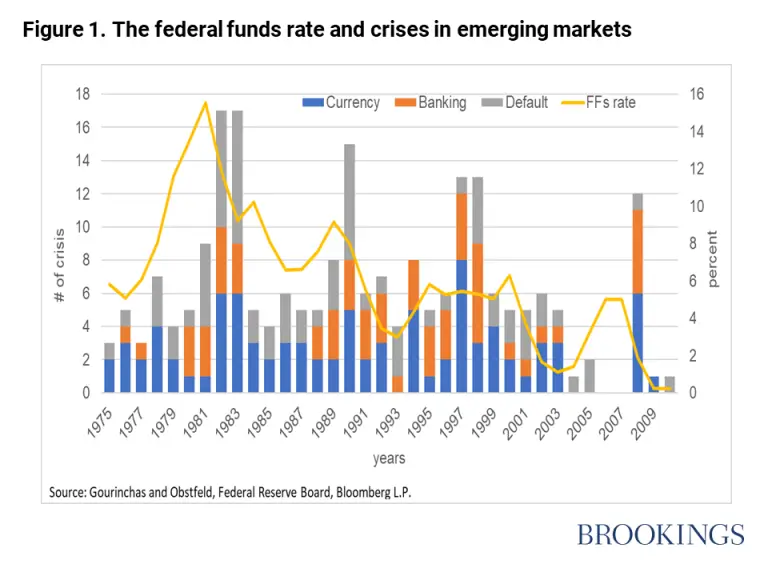 Figure 1. The federal funds rate and crises in emerging markets
Currency Banking Default FFs rate
18
16
14
12
10
8
6
4
2
0
# of crisis
16
14
12
10
8
6
4
2
0
percent
1975 1977 1979 1981 1983 1985 1987 1989 1991 1993 1995 1997 1999 2001 2003 2005 2007 2009
years
Source: Gourinchas and Obstfeld, Federal Reserve Board, Bloomberg L.P.
BROOKINGS